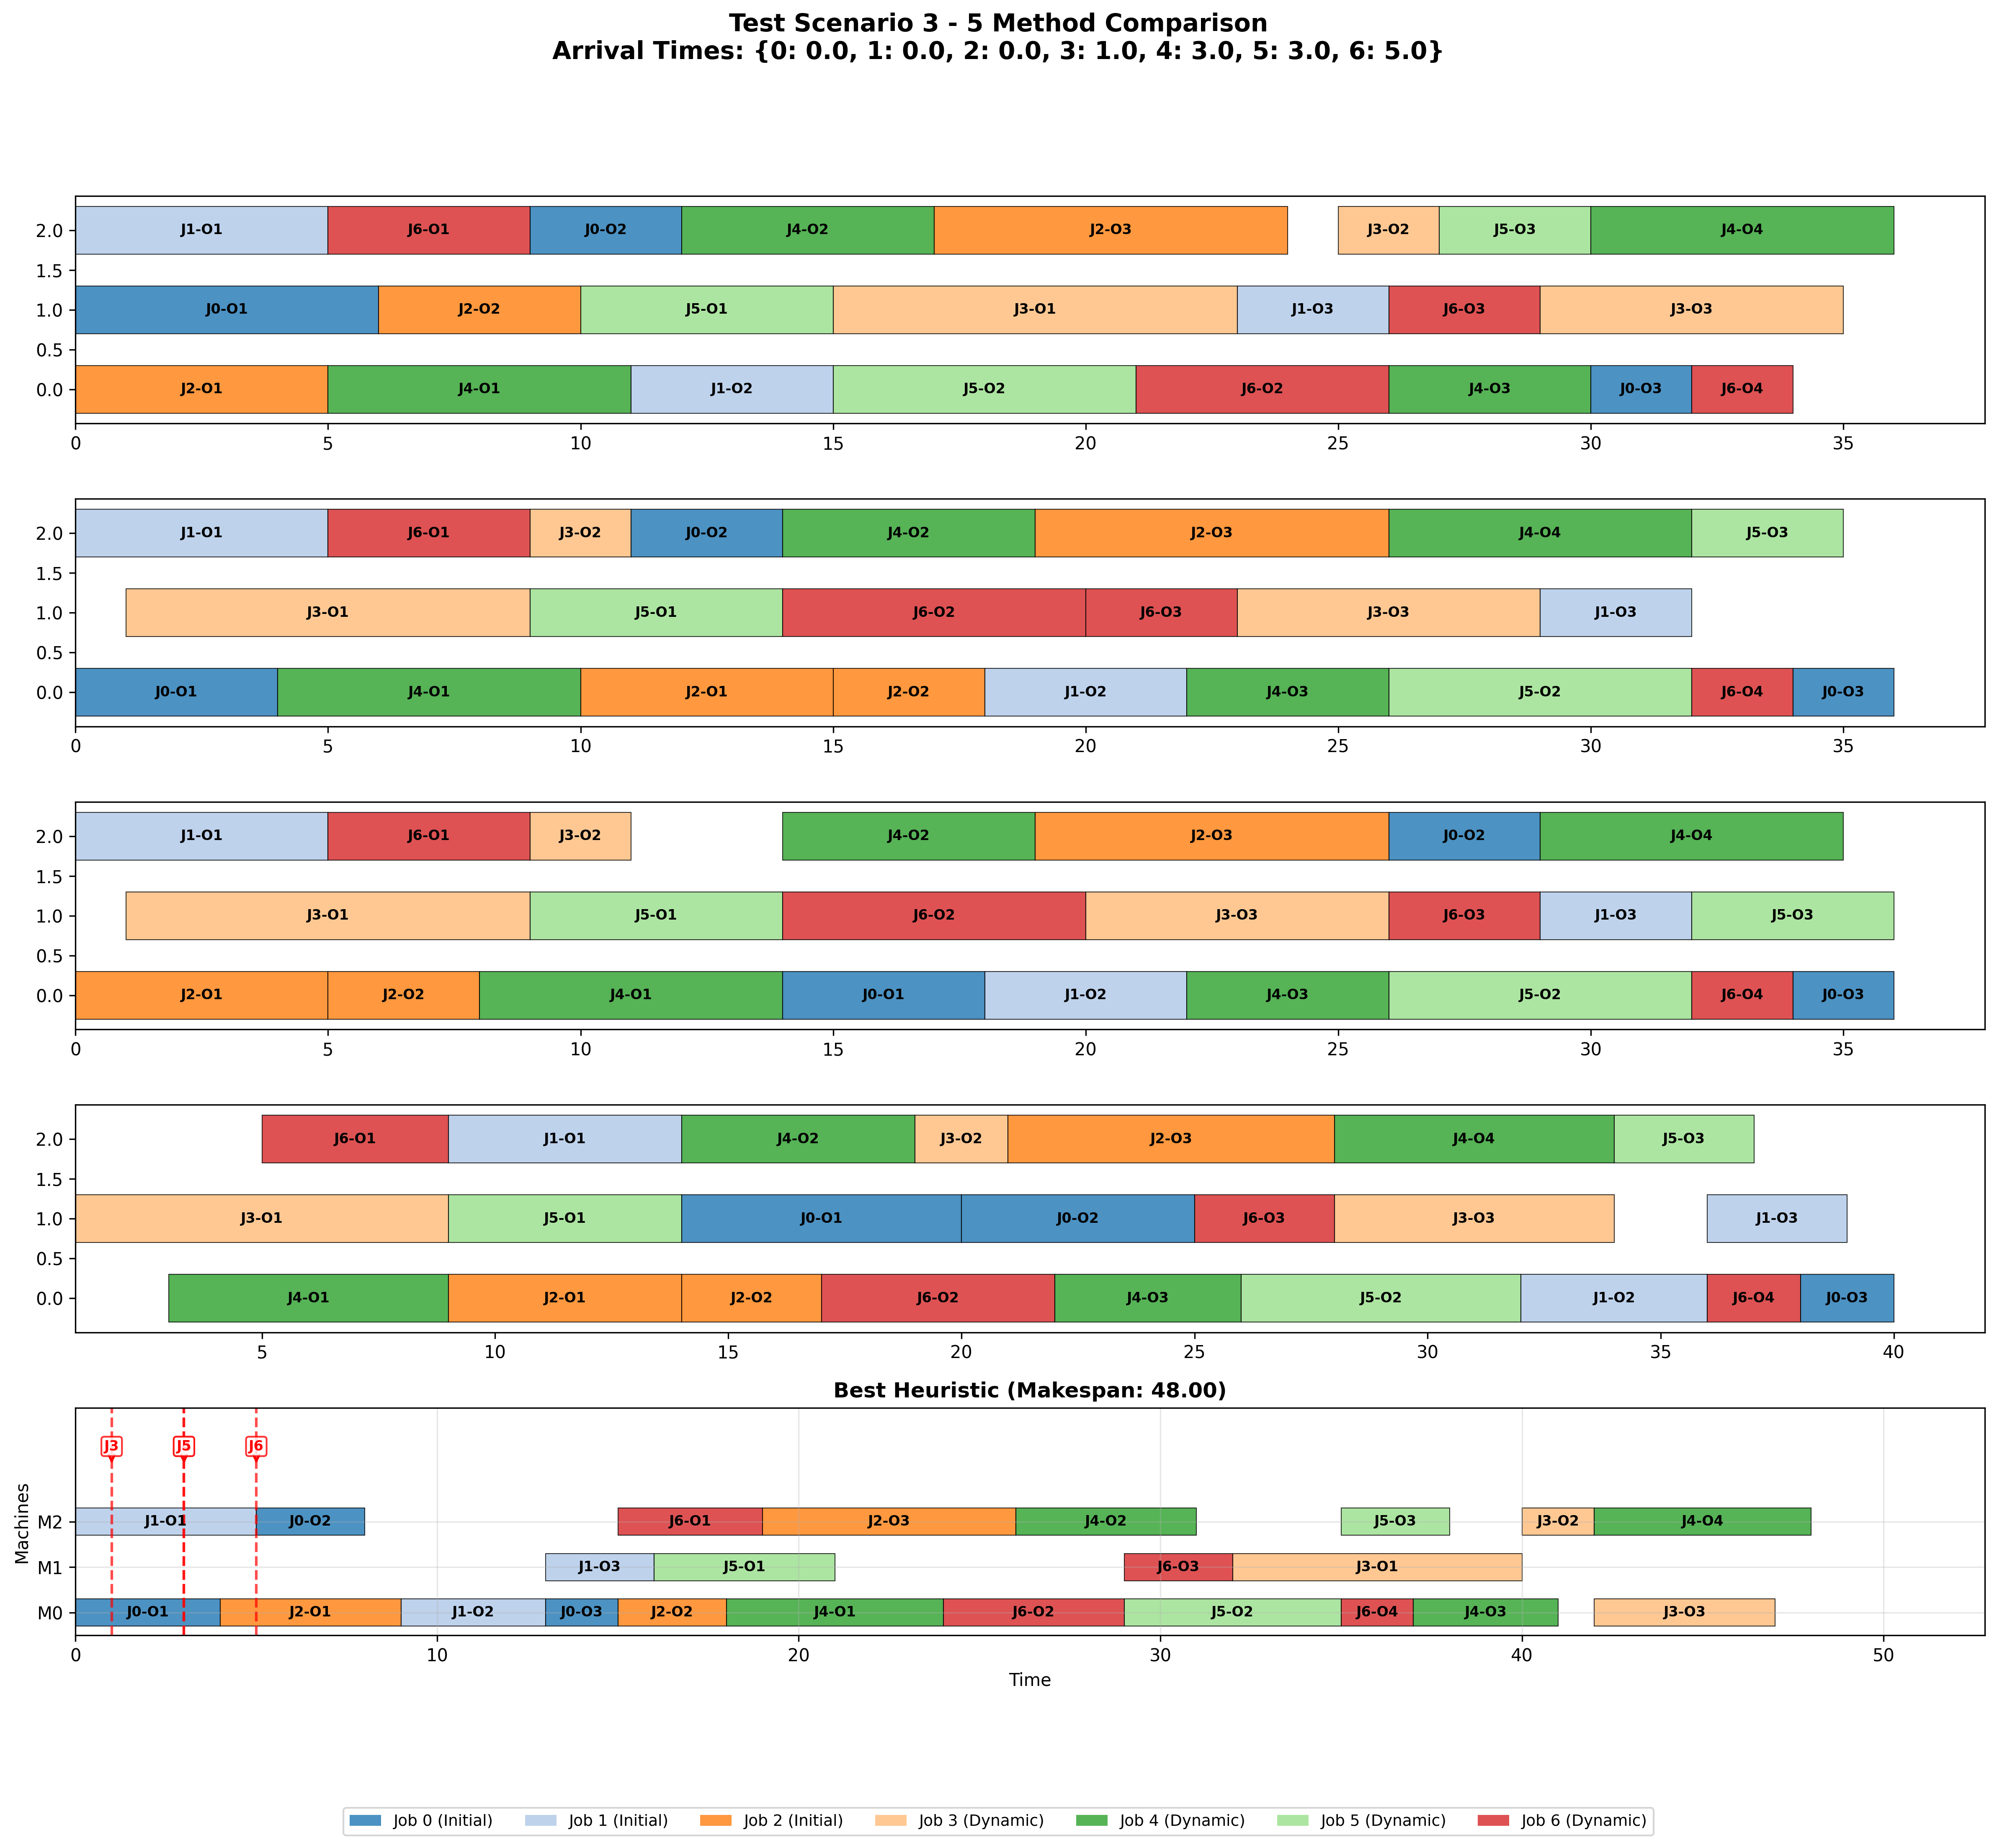 Test Scenario 3 - 5 Method Comparison
Arrival Times: {0: 0.0, 1: 0.0, 2: 0.0, 3: 1.0, 4: 3.0, 5: 3.0, 6: 5.0}
2.0 J1-O1 J6-O1 J0-O2 J4-O2 J2-O3 J3-O2 J5-O3 J4-O4
1.5
1.0 J0-O1 J2-O2 J5-O1 J3-O1 J1-O3 J6-O3 J3-O3
0.5
0.0 J2-O1 J4-O1 J1-O2 J5-O2 J6-O2 J4-O3 J0-O3 J6-O4
0 5 10 15 20 25 30 35
2.0 J1-O1 J6-O1 J3-O2 J0-O2 J4-O2 J2-O3 J4-O4 J5-O3
1.5
1.0 J3-O1 J5-O1 J6-O2 J6-O3 J3-O3 J1-O3
0.5
0.0 J0-O1 J4-O1 J2-O1 J2-O2 J1-O2 J4-O3 J5-O2 J6-O4 J0-O3
0 5 10 15 20 25 30 35
2.0 J1-O1 J6-O1 J3-O2 J4-O2 J2-O3 J0-O2 J4-O4
1.5
1.0 J3-O1 J5-O1 J6-O2 J3-O3 J6-O3 J1-O3 J5-O3
0.5
0.0 J2-O1 J2-O2 J4-O1 J0-O1 J1-O2 J4-O3 J5-O2 J6-O4 J0-O3
0 5 10 15 20 25 30 35
2.0 J6-O1 J1-O1 J4-O2 J3-O2 J2-O3 J4-O4 J5-O3
1.5
1.0 J3-O1 J5-O1 J0-O1 J0-O2 J6-O3 J3-O3 J1-O3
0.5
0.0 J4-O1 J2-O1 J2-O2 J6-O2 J4-O3 J5-O2 J1-O2 J6-O4 J0-O3
5 10 15 20 25 30 35 40
Best Heuristic (Makespan: 48.00)
J3 J5 J6
Machines
M2 J1-O1 J0-O2 J6-O1 J2-O3 J4-O2 J5-O3 J3-O2 J4-O4
M1 J1-O3 J5-O1 J6-O3 J3-O1
M0 J0-O1 J2-O1 J1-O2 J0-O3 J2-O2 J4-O1 J6-O2 J5-O2 J6-O4 J4-O3 J3-O3
0 10 20 30 40 50
Time
Job 0 (Initial) Job 1 (Initial) Job 2 (Initial) Job 3 (Dynamic) Job 4 (Dynamic) Job 5 (Dynamic) Job 6 (Dynamic)